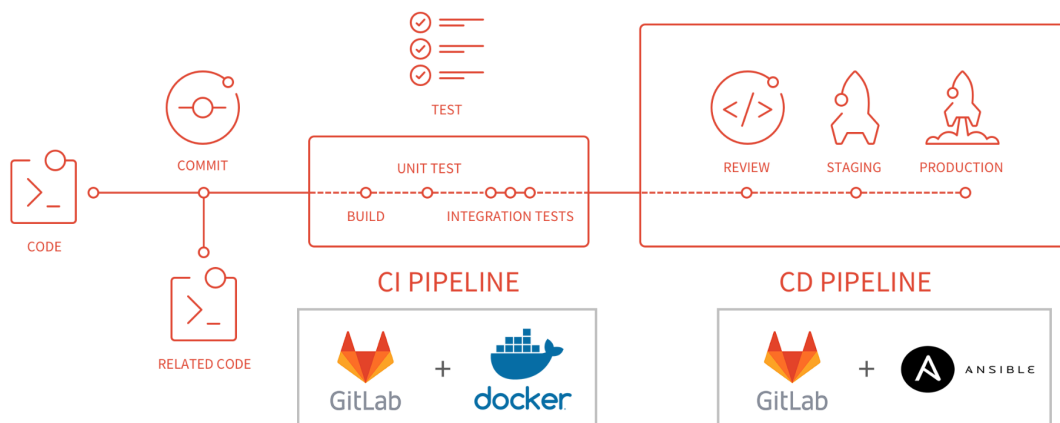 TEST
COMMIT
UNIT TEST
REVIEW
STAGING
PRODUCTION
BUILD
INTEGRATION TESTS
CODE
RELATED CODE
CI PIPELINE
CD PIPELINE
GitLab
+
docker
GitLab
+
ANSIBLE